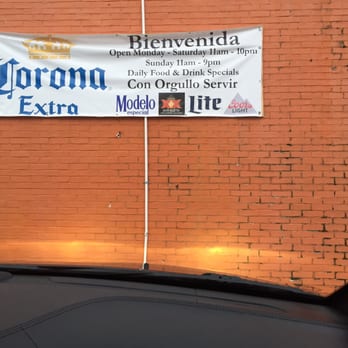 Corona
Extra
Bienvenida
Open Monday - Saturday 11am - 10pm
Sunday 11am - 9pm
Daily Food & Drink Specials
Con Orgullo Servir
Modelo
especial
Lite
Coors
LIGHT